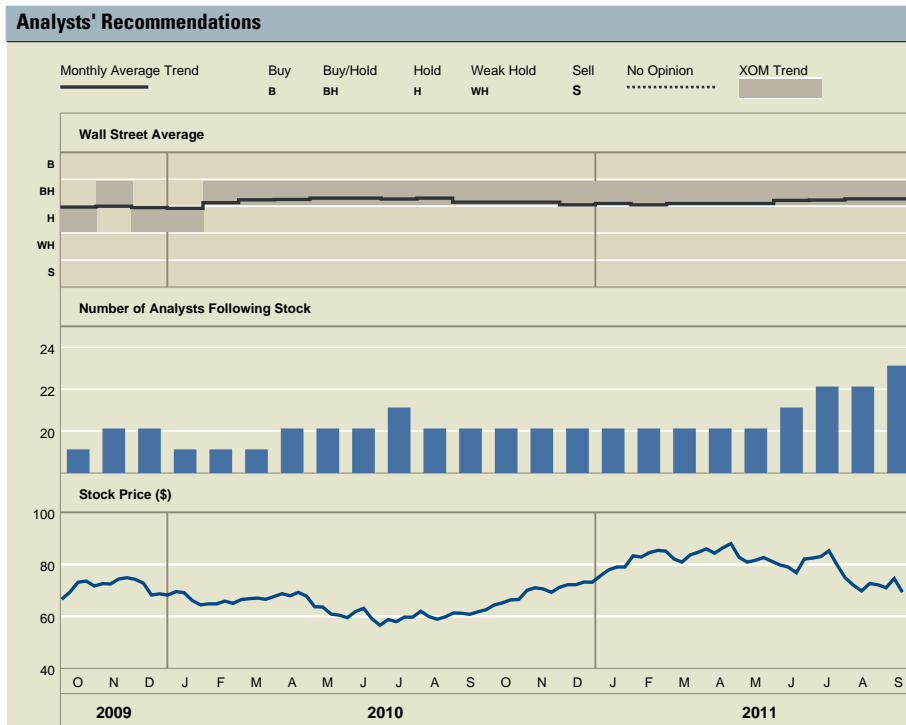 Analysts' Recommendations
Monthly Average Trend Buy Buy/Hold Hold Weak Hold Sell No Opinion XOM Trend
B BH H WH S
Wall Street Average
B
BH
H
WH
S
Number of Analysts Following Stock
24
22
20
Stock Price ($)
100
80
60
40
O N D J F M A M J J A S O N D J F M A M J J A S
2009 2010 2011